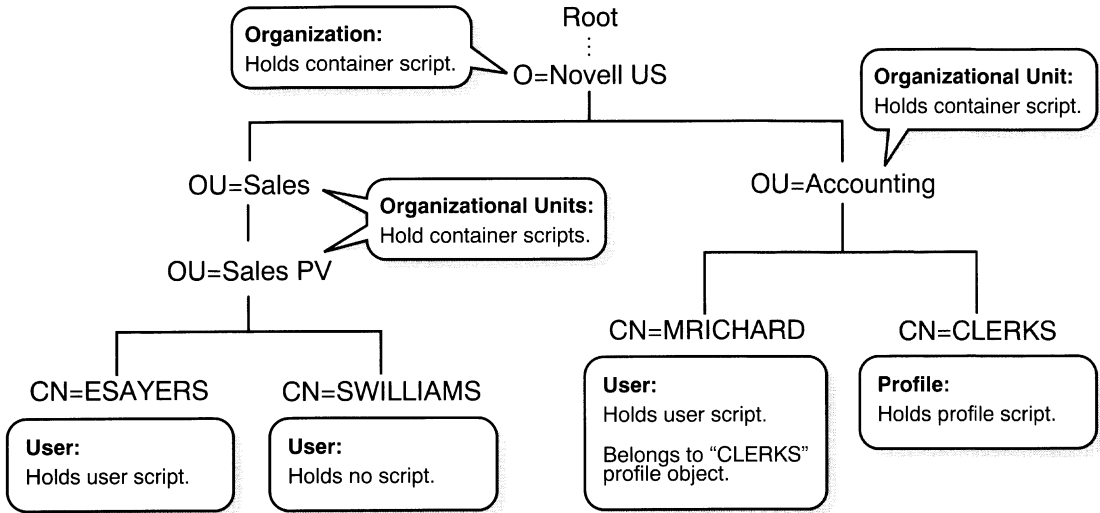 Root
Organization:
Holds container script.
O=Novell US
Organizational Unit:
Holds container script.
OU=Sales
OU=Accounting
Organizational Units:
Hold container scripts.
OU=Sales PV
CN=MRICHARD
CN=CLERKS
User:
Holds user script.
Belongs to “CLERKS”
profile object.
Profile:
Holds profile script.
CN=ESAYERS
CN=SWILLIAMS
User:
Holds user script.
User:
Holds no script.